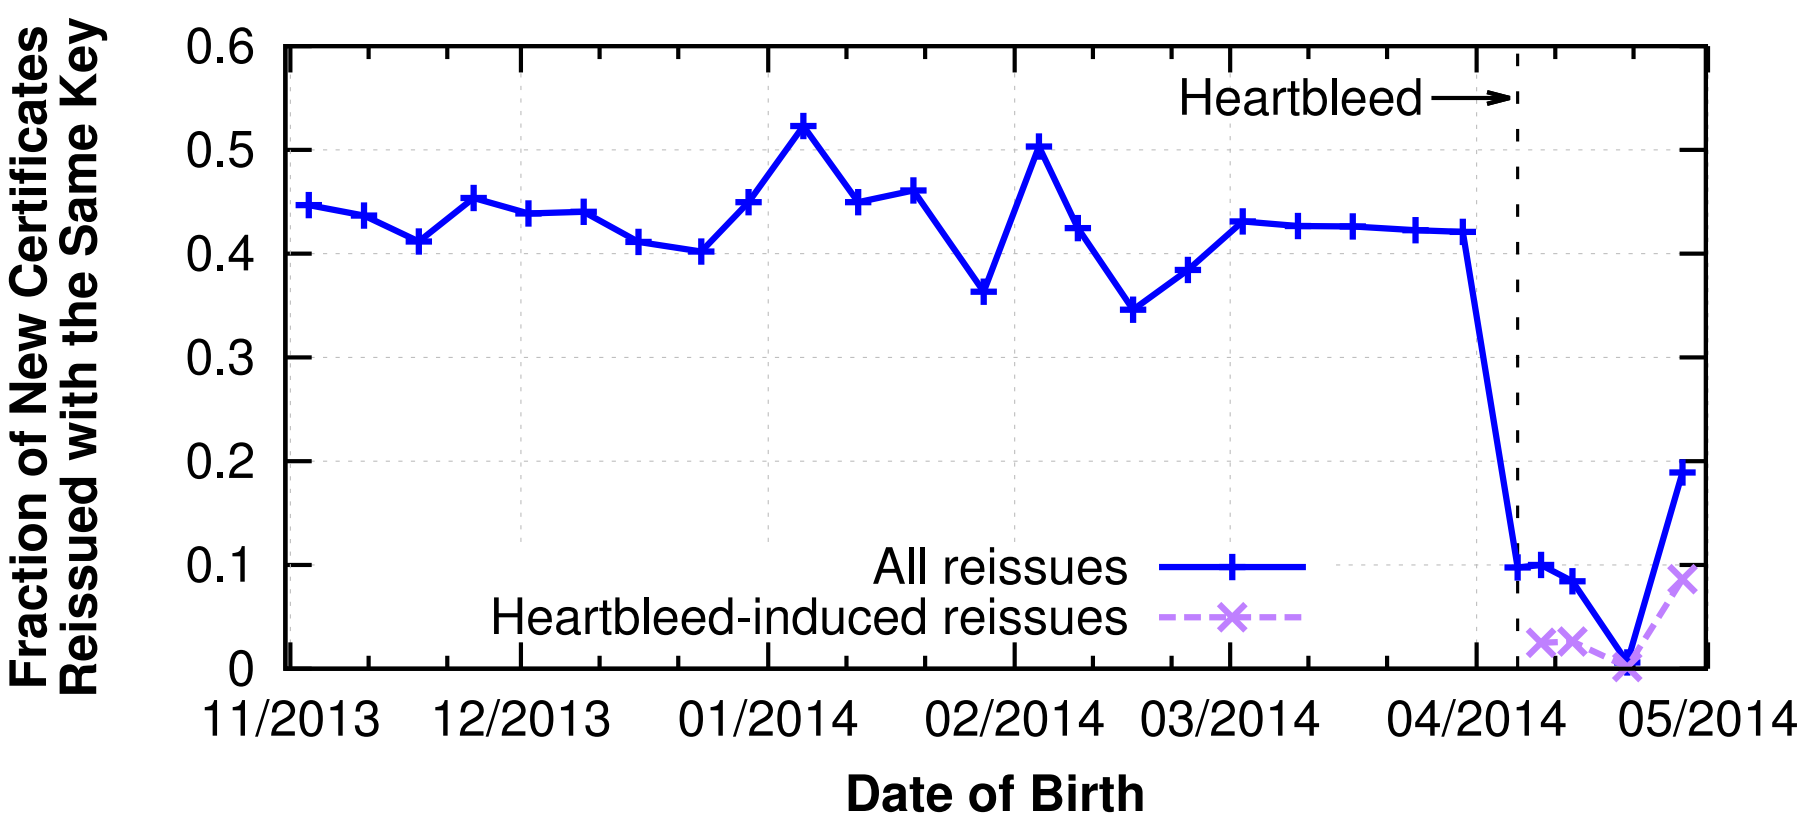 Fraction of New Certificates
Reissued with the Same Key
0.6
0.5
0.4
0.3
0.2
0.1
0
Heartbleed
All reissues
Heartbleed-induced reissues
11/2013
12/2013
01/2014
02/2014
03/2014
04/2014
05/2014
Date of Birth